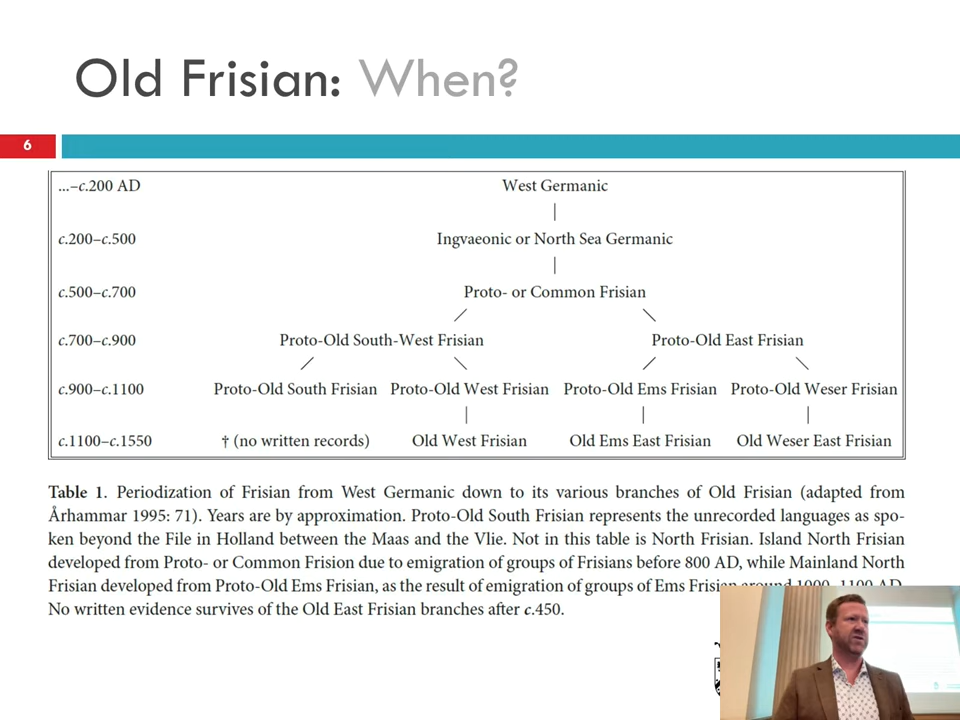 Old Frisian: When?
6
...–c.200 AD West Germanic
c.200–c.500 Ingvaeonic or North Sea Germanic
c.500–c.700 Proto- or Common Frisian
c.700–c.900 Proto-Old South-West Frisian Proto-Old East Frisian
c.900–c.1100 Proto-Old South Frisian Proto-Old West Frisian Proto-Old Ems Frisian Proto-Old Weser Frisian
c.1100–c.1550 † (no written records) Old West Frisian Old Ems East Frisian Old Weser East Frisian
Table 1. Periodization of Frisian from West Germanic down to its various branches of Old Frisian (adapted from
Århammar 1995: 71). Years are by approximation. Proto-Old South Frisian represents the unrecorded languages as spo-
ken beyond the File in Holland between the Maas and the Vlie. Not in this table is North Frisian. Island North Frisian
developed from Proto- or Common Frision due to emigration of groups of Frisians before 800 AD, while Mainland North
Frisian developed from Proto-Old Ems Frisian, as the result of emigration of groups of Ems Frisian around 1000–1100 AD.
No written evidence survives of the Old East Frisian branches after c.450.